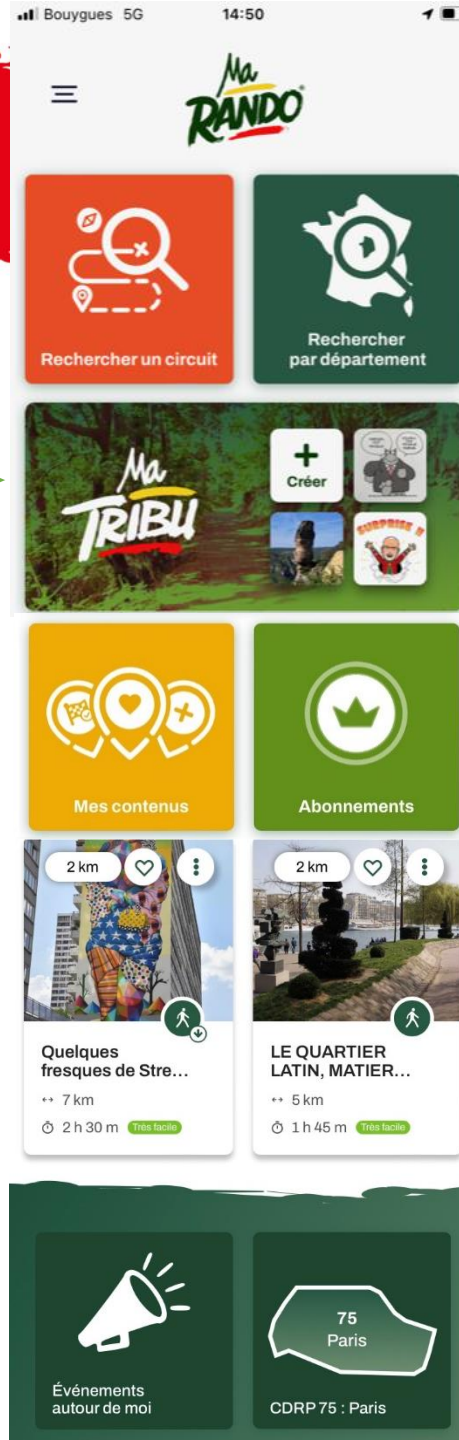 Bouygues 5G 14:50
Ma
RANDO
Rechercher un circuit
Rechercher
par département
Ma
TRIBU
+
Créer
SURPRISE !!
Mes contenus
Abonnements
2 km
2 km
Quelques
fresques de Stre...
↔ 7 km
2 h 30 m Très facile
LE QUARTIER
LATIN, MATIER...
↔ 5 km
1 h 45 m Très facile
Événements
autour de moi
75
Paris
CDRP 75 : Paris